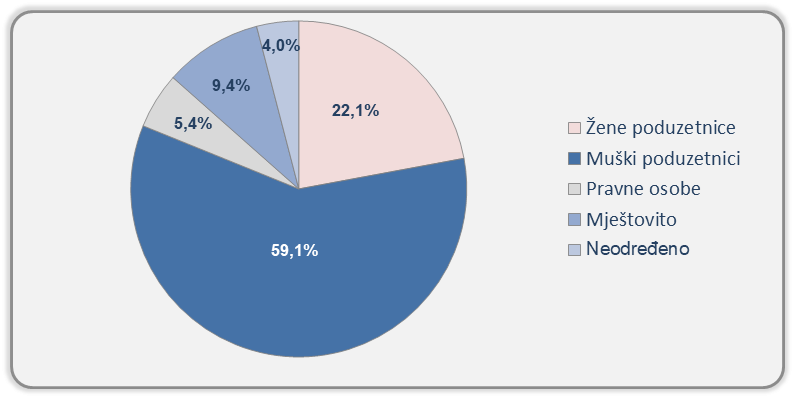 4,0%
9,4%
22,1%
5,4%
59,1%
Žene poduzetnice
Muški poduzetnici
Pravne osobe
Mještovito
Neodređeno